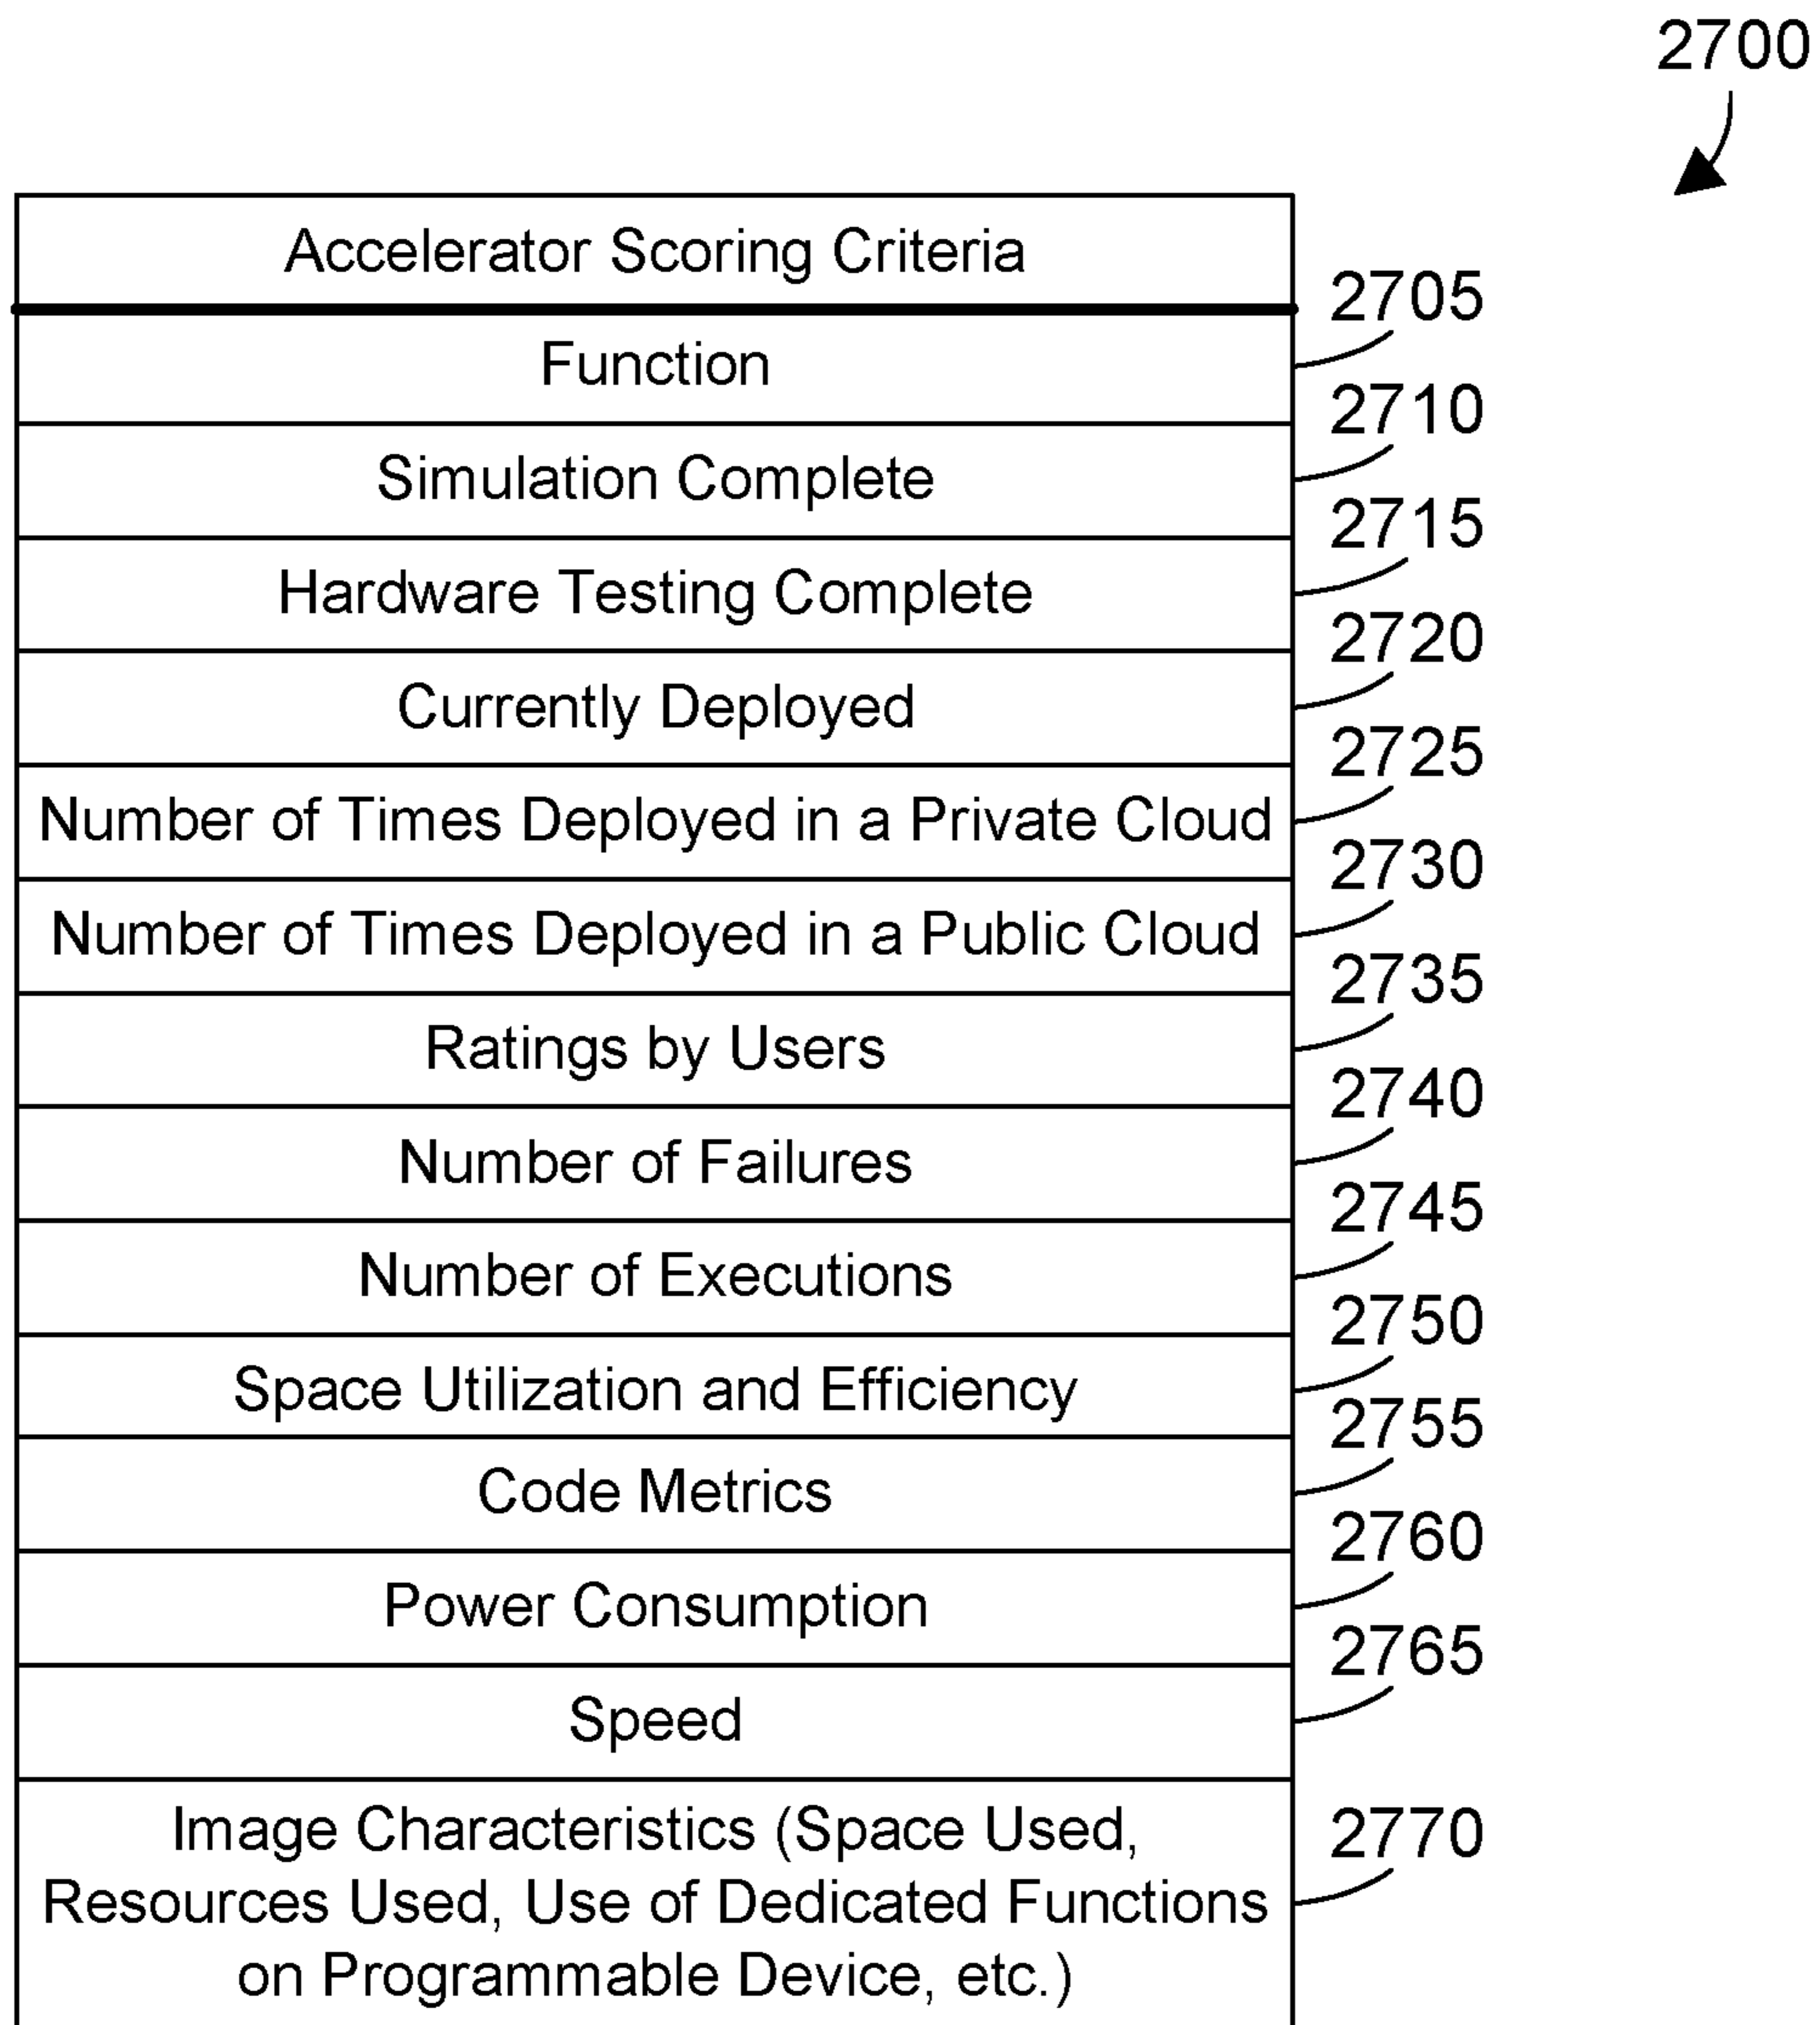 2700
Accelerator Scoring Criteria
2705
Function
2710
Simulation Complete
2715
Hardware Testing Complete
2720
Currently Deployed
2725
Number of Times Deployed in a Private Cloud
2730
Number of Times Deployed in a Public Cloud
2735
Ratings by Users
2740
Number of Failures
2745
Number of Executions
2750
Space Utilization and Efficiency
2755
Code Metrics
2760
Power Consumption
2765
Speed
2770
Image Characteristics (Space Used,
Resources Used, Use of Dedicated Functions
on Programmable Device, etc.)